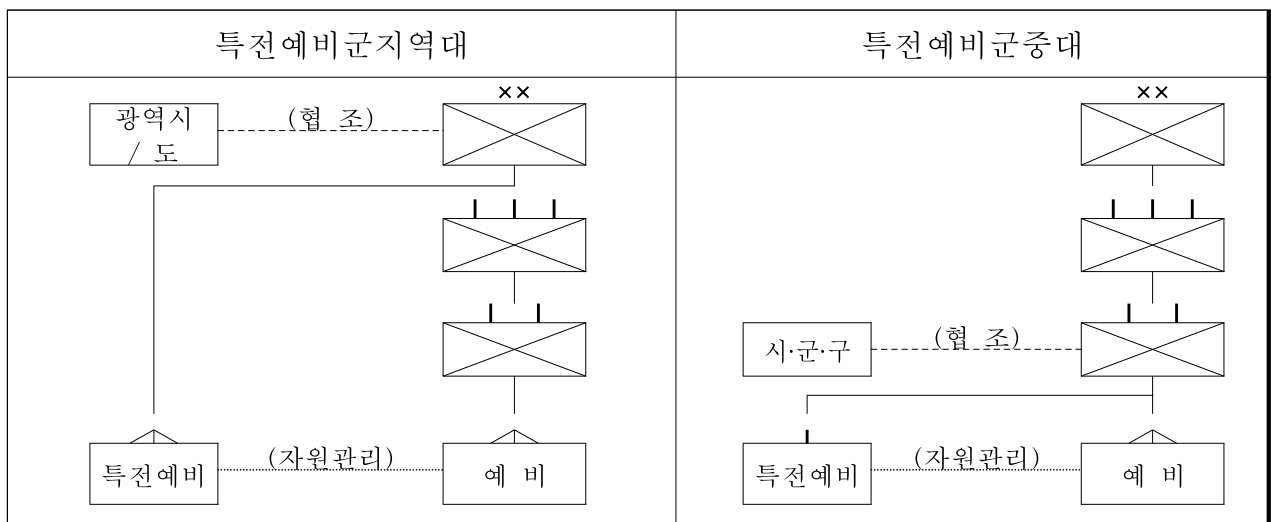 특전예비군지역대
특전예비군중대
××
광역시
/ 도
(협 조)
특전예비
(자원관리)
예 비
××
시·군·구
(협 조)
특전예비
(자원관리)
예 비